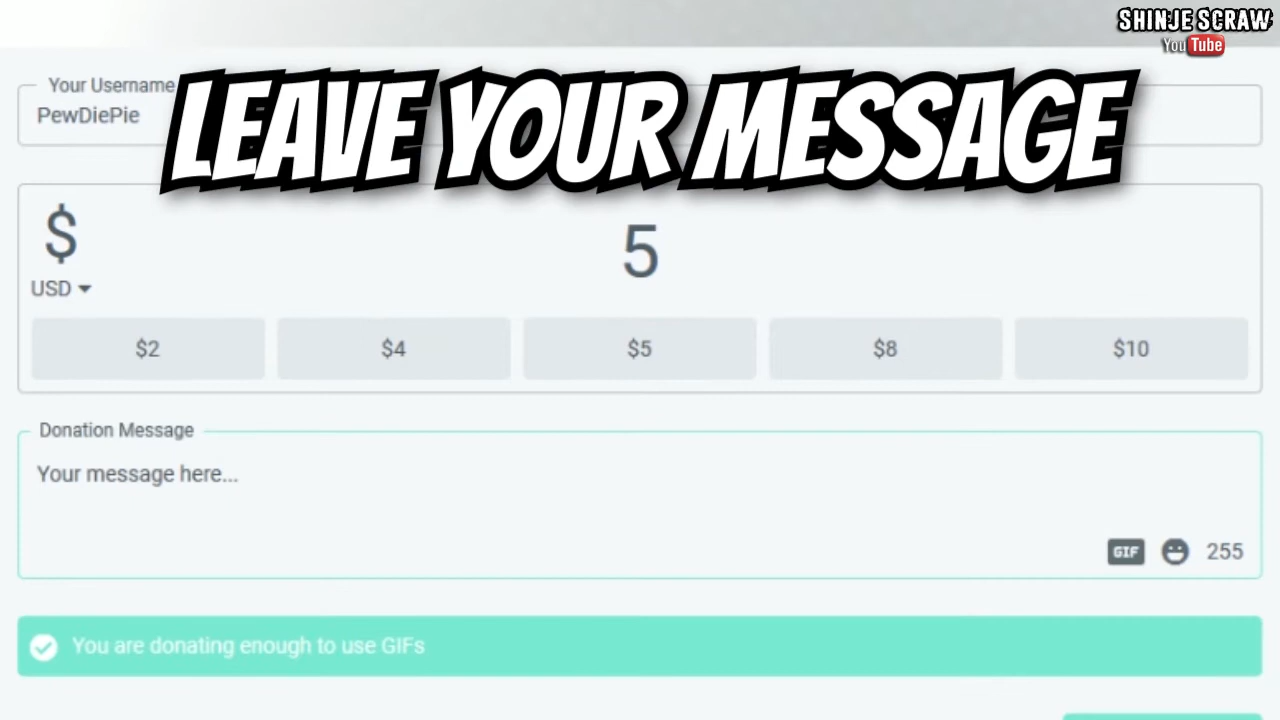 SHINJE SCRAW
YouTube
Your Username
PewDiePie
LEAVE YOUR MESSAGE
$
5
USD
$2 $4 $5 $8 $10
Donation Message
Your message here...
GIF 255
You are donating enough to use GIFs